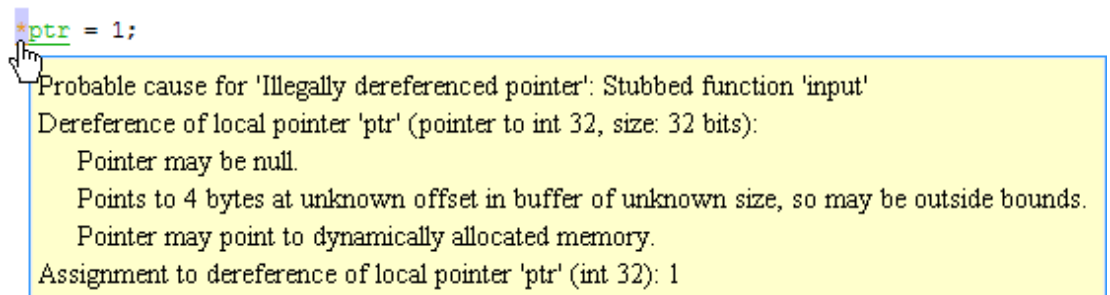 *ptr = 1;
Probable cause for 'Illegally dereferenced pointer': Stubbed function 'input'
Dereference of local pointer 'ptr' (pointer to int 32, size: 32 bits):
Pointer may be null.
Points to 4 bytes at unknown offset in buffer of unknown size, so may be outside bounds.
Pointer may point to dynamically allocated memory.
Assignment to dereference of local pointer 'ptr' (int 32): 1